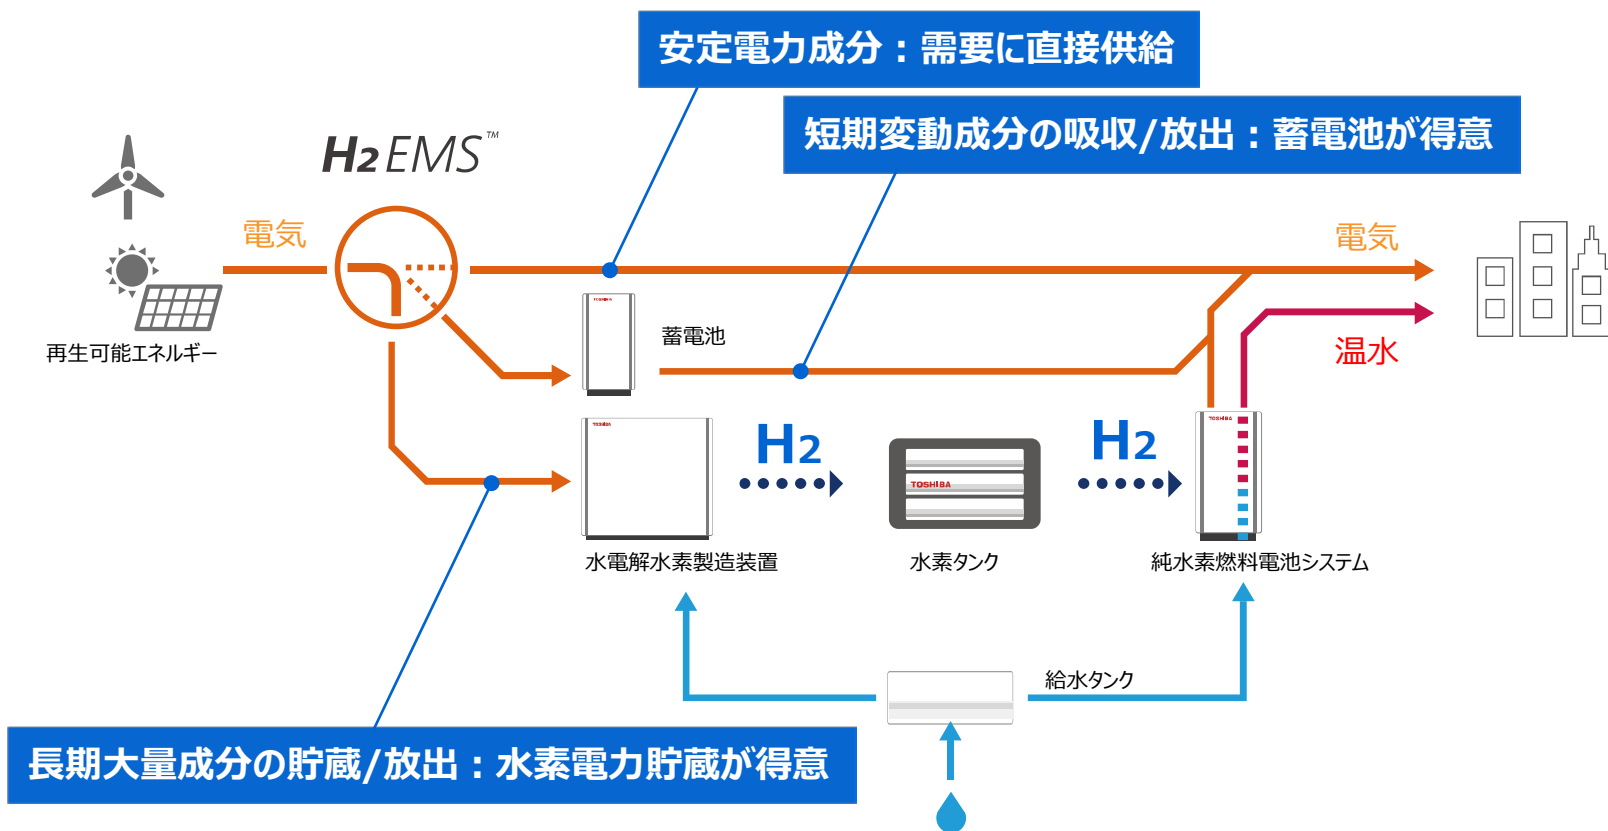 安定電力成分：需要に直接供給
短期変動成分の吸収/放出：蓄電池が得意
H2EMS™
電気
電気
再生可能エネルギー
TOSHIBA
蓄電池
温水
TOSHIBA
H2
H2
TOSHIBA
TOSHIBA
水電解水素製造装置
水素タンク
純水素燃料電池システム
給水タンク
長期大量成分の貯蔵/放出：水素電力貯蔵が得意